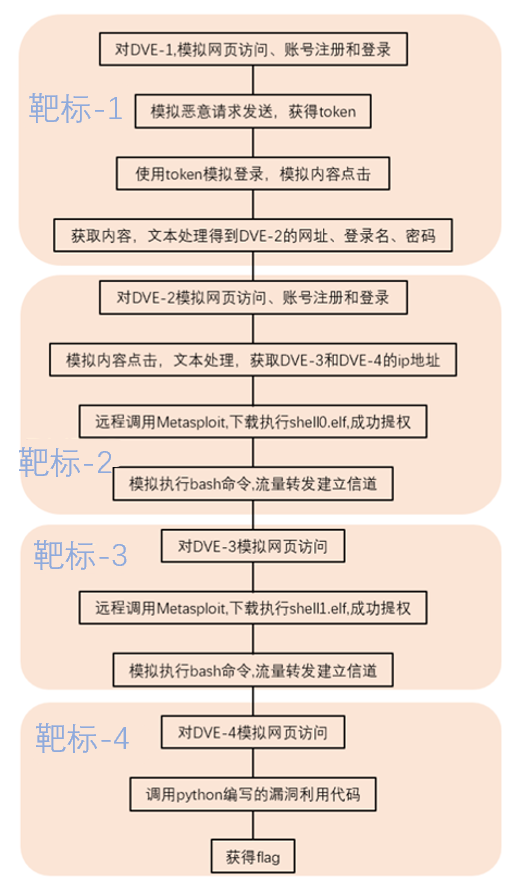 对DVE-1,模拟网页访问、账号注册和登录
靶标-1
模拟恶意请求发送，获得token
使用token模拟登录，模拟内容点击
获取内容，文本处理得到DVE-2的网址、登录名、密码
对DVE-2模拟网页访问、账号注册和登录
模拟内容点击，文本处理，获取DVE-3和DVE-4的ip地址
远程调用Metasploit,下载执行shell0.elf,成功提权
靶标-2
模拟执行bash命令,流量转发建立信道
对DVE-3模拟网页访问
靶标-3
远程调用Metasploit,下载执行shell1.elf,成功提权
模拟执行bash命令,流量转发建立信道
对DVE-4模拟网页访问
靶标-4
调用python编写的漏洞利用代码
获得flag